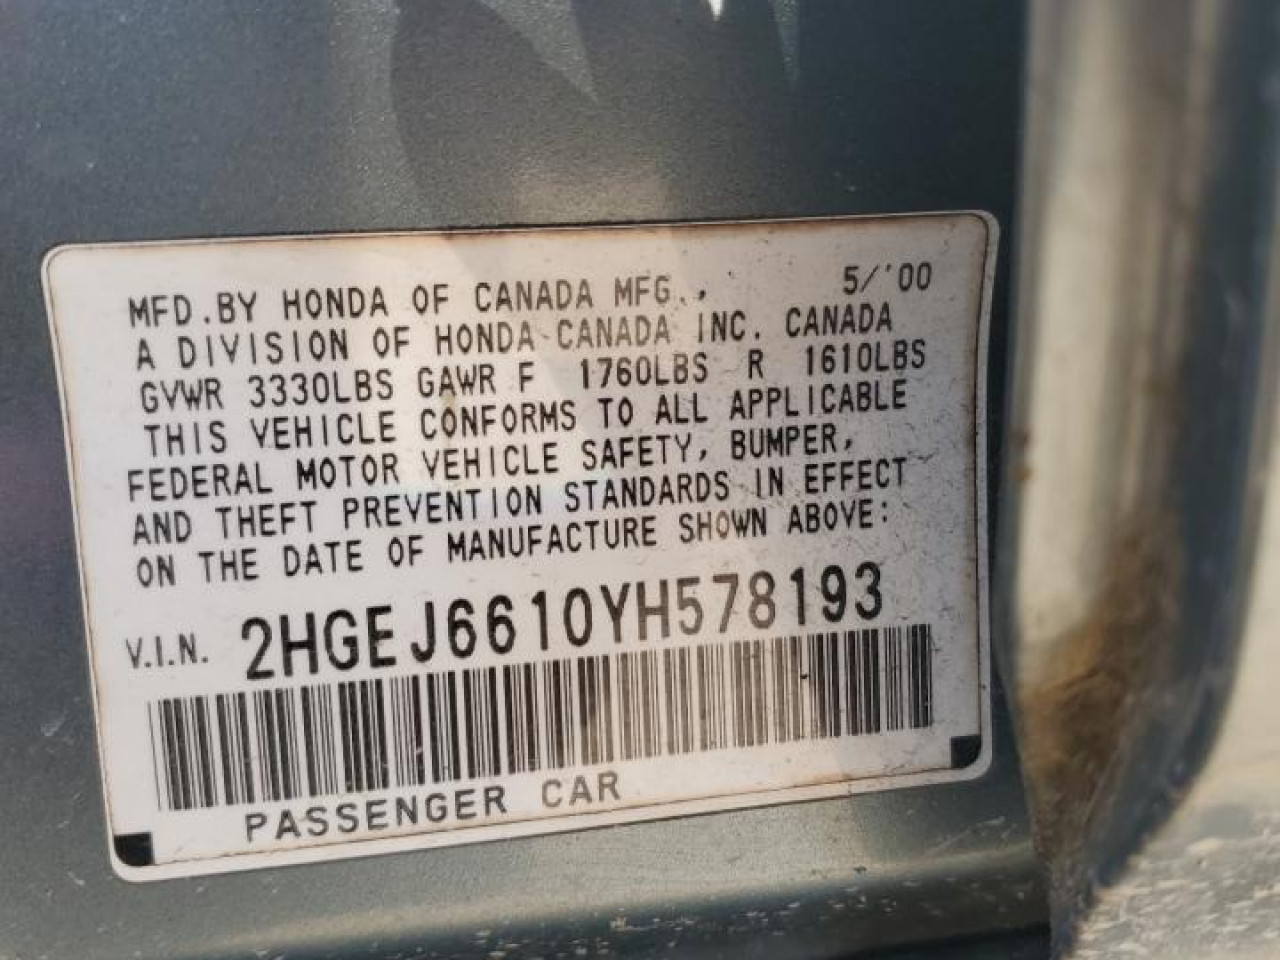 MFD.BY HONDA OF CANADA MFG., 5/'00
A DIVISION OF HONDA CANADA INC. CANADA
GVWR 3330LBS GAWR F 1760LBS R 1610LBS
THIS VEHICLE CONFORMS TO ALL APPLICABLE
FEDERAL MOTOR VEHICLE SAFETY, BUMPER,
AND THEFT PREVENTION STANDARDS IN EFFECT
ON THE DATE OF MANUFACTURE SHOWN ABOVE:
V.I.N. 2HGEJ6610YH578193
PASSENGER CAR